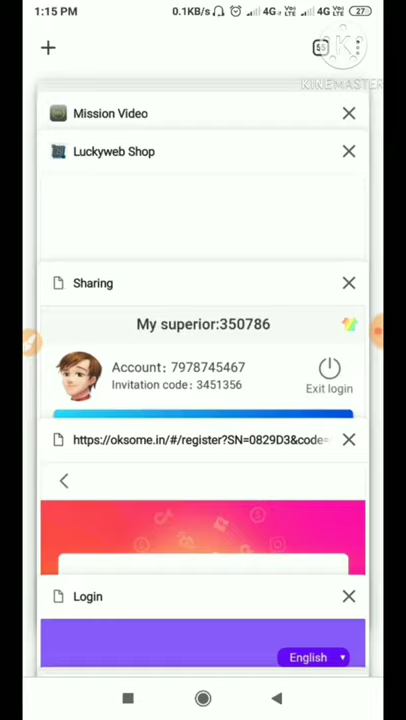 1:15 PM 0.1KB/s 4G 4G 27
55
KINEMASTER
Mission Video
Luckyweb Shop
Sharing
My superior:350786
Account: 7978745467
Invitation code: 3451356
Exit login
https://oksome.in/#/register?SN=0829D3&code=
Login
English